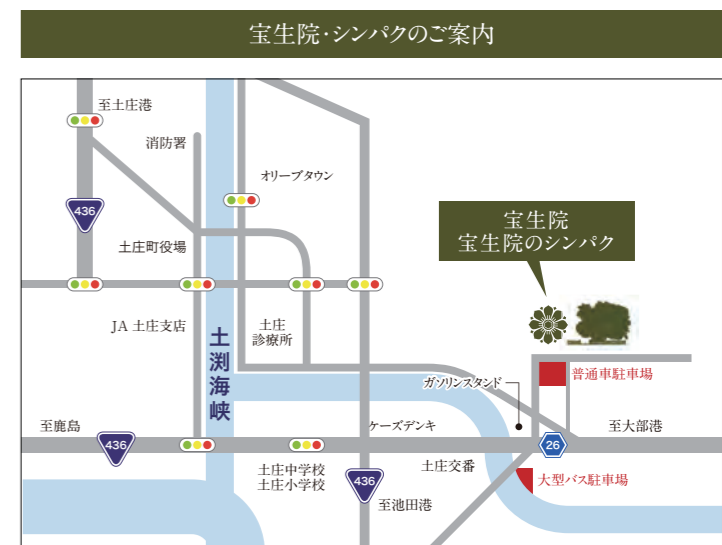 宝生院・シンパクのご案内
至土庄港
消防署
オリーブタウン
436
宝生院
宝生院のシンパク
土庄町役場
JA 土庄支店
土庄
診療所
土渕海峡
ガソリンスタンド
普通車駐車場
至鹿島
436
ケーズデンキ
至大部港
26
土庄中学校
土庄小学校
土庄交番
436
大型バス駐車場
至池田港